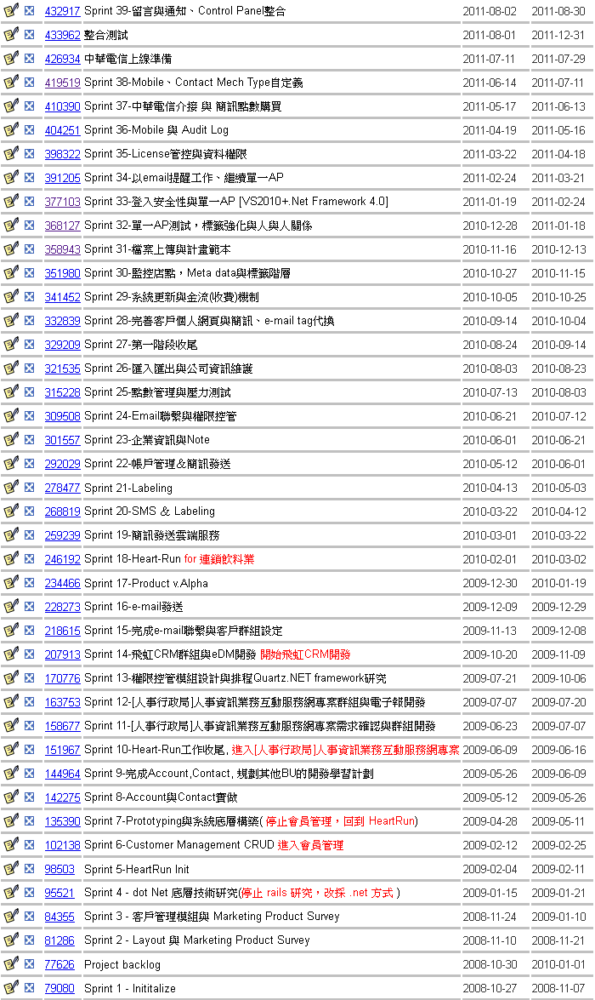 432917 Sprint 39-留言與通知、Control Panel整合 2011-08-02 2011-08-30
433962 整合測試 2011-08-01 2011-12-31
426934 中華電信上線準備 2011-07-11 2011-07-29
419519 Sprint 38-Mobile、Contact Mech Type自定義 2011-06-14 2011-07-11
410390 Sprint 37-中華電信介接 與 簡訊點數購買 2011-05-17 2011-06-13
404251 Sprint 36-Mobile 與 Audit Log 2011-04-19 2011-05-16
398322 Sprint 35-License管控與資料權限 2011-03-22 2011-04-18
391205 Sprint 34-以email提醒工作、繼續單一AP 2011-02-24 2011-03-21
377103 Sprint 33-登入安全性與單一AP [VS2010+.Net Framework 4.0] 2011-01-19 2011-02-24
368127 Sprint 32-單一AP測試，標籤強化與人與人關係 2010-12-28 2011-01-18
358943 Sprint 31-檔案上傳與計畫範本 2010-11-16 2010-12-13
351980 Sprint 30-監控店點，Meta data與標籤階層 2010-10-27 2010-11-15
341452 Sprint 29-系統更新與金流(收費)機制 2010-10-05 2010-10-25
332839 Sprint 28-完善客戶個人網頁與簡訊、e-mail tag代換 2010-09-14 2010-10-04
329209 Sprint 27-第一階段收尾 2010-08-24 2010-09-14
321535 Sprint 26-匯入匯出與公司資訊維護 2010-08-03 2010-08-23
315228 Sprint 25-點數管理與壓力測試 2010-07-13 2010-08-03
309508 Sprint 24-Email聯繫與權限控管 2010-06-21 2010-07-12
301557 Sprint 23-企業資訊與Note 2010-06-01 2010-06-21
292029 Sprint 22-帳戶管理＆簡訊發送 2010-05-12 2010-06-01
278477 Sprint 21-Labeling 2010-04-13 2010-05-03
268819 Sprint 20-SMS ＆ Labeling 2010-03-22 2010-04-12
259239 Sprint 19-簡訊發送雲端服務 2010-03-01 2010-03-22
246192 Sprint 18-Heart-Run for 連鎖飲料業 2010-02-01 2010-03-02
234466 Sprint 17-Product v.Alpha 2009-12-30 2010-01-19
228273 Sprint 16-e-mail發送 2009-12-09 2009-12-29
218615 Sprint 15-完成e-mail聯繫與客戶群組設定 2009-11-13 2009-12-08
207913 Sprint 14-飛虹CRM群組與eDM開發 開始飛虹CRM開發 2009-10-20 2009-11-09
170776 Sprint 13-權限控管模組設計與排程Quartz.NET framework研究 2009-07-21 2009-10-06
163753 Sprint 12-[人事行政局]人事資訊業務互動服務網專案群組與電子報開發 2009-07-07 2009-07-20
158677 Sprint 11-[人事行政局]人事資訊業務互動服務網專案需求確認與群組開發 2009-06-23 2009-07-07
151967 Sprint 10-Heart-Run工作收尾, 進入[人事行政局]人事資訊業務互動服務網專案 2009-06-09 2009-06-16
144964 Sprint 9-完成Account,Contact, 規劃其他BU的開發學習計劃 2009-05-26 2009-06-09
142275 Sprint 8-Account與Contact實做 2009-05-12 2009-05-26
135390 Sprint 7-Prototyping與系統底層構築( 停止會員管理，回到 HeartRun) 2009-04-28 2009-05-11
102138 Sprint 6-Customer Management CRUD 進入會員管理 2009-02-12 2009-02-25
98503 Sprint 5-HeartRun Init 2009-02-04 2009-02-11
95521 Sprint 4 - dot Net 底層技術研究(停止 rails 研究，改採 .net 方式 ) 2009-01-15 2009-01-21
84355 Sprint 3 - 客戶管理模組與 Marketing Product Survey 2008-11-24 2009-01-10
81286 Sprint 2 - Layout 與 Marketing Product Survey 2008-11-10 2008-11-21
77626 Project backlog 2008-10-30 2010-01-01
79080 Sprint 1 - Inititalize 2008-10-27 2008-11-07